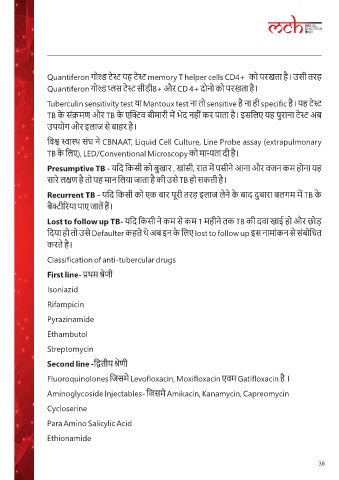 mch
Quantiferon गोल्ड टेस्ट यह टेस्ट memory T helper cells CD4+ को परखता है। उसी तरह
Quantiferon गोल्ड प्लस टेस्ट सीडी8+ और CD 4+ दोनो को परखता है।
Tuberculin sensitivity test या Mantoux test ना तो sensitive है ना ही specific है। यह टेस्ट
TB के संक्रमण और TB के एक्टिव बीमारी में भेद नहीं कर पाता है। इसलिए यह पुराना टेस्ट अब
उपयोग और इलाज से बाहर है।
विश्व स्वास्थ संघ ने CBNAAT, Liquid Cell Culture, Line Probe assay (extrapulmonary
TB के लिए), LED/Conventional Microscopy को मान्यता दी है।
Presumptive TB - यदि किसी को बुखार , खांसी, रात में पसीने आना और वजन कम होना यह
सारे लक्षण है तो यह मान लिया जाता है की उसे TB हो सकती है।
Recurrent TB - यदि किसी को एक बार पूरी तरह इलाज लेने के बाद दुबारा बलगम में TB के
बैक्टीरिया पाए जातें हैं।
Lost to follow up TB- यदि किसी ने कम से कम 1 महीने तक TB की दवा खाई हो और छोड़
दिया हो तो उसे Defaulter कहते थे अब इन के लिए lost to follow up इस नामांकन से संबोधित
करते है।
Classification of anti-tubercular drugs
First line- प्रथम श्रेणी
Isoniazid
Rifampicin
Pyrazinamide
Ethambutol
Streptomycin
Second line -द्वितीय श्रेणी
Fluoroquinolones जिसमे Levofloxacin, Moxifloxacin एवम Gatifloxacin है ।
Aminoglycoside Injectables- जिसमे Amikacin, Kanamycin, Capreomycin
Cycloserine
Para Amino Salicylic Acid
Ethionamide
38